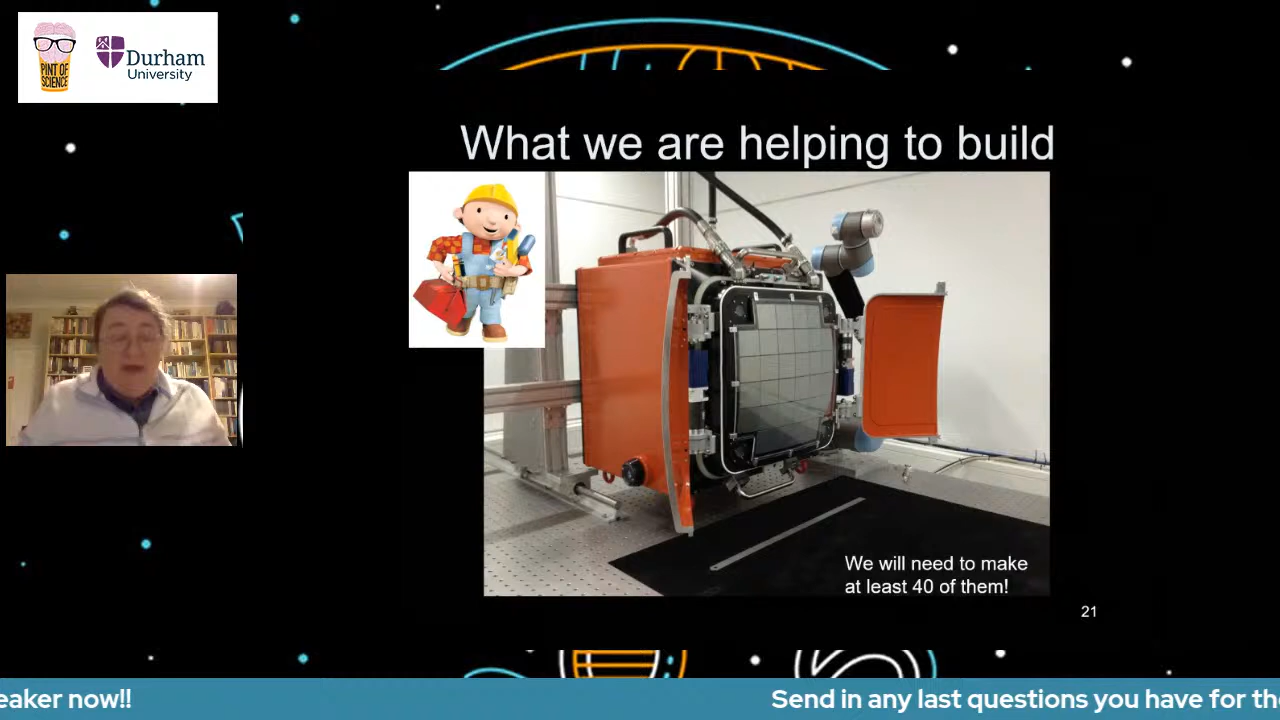 PINT OF
SCIENCE
Durham
University
What we are helping to build
We will need to make
at least 40 of them!
21
eaker now!!
Send in any last questions you have for the